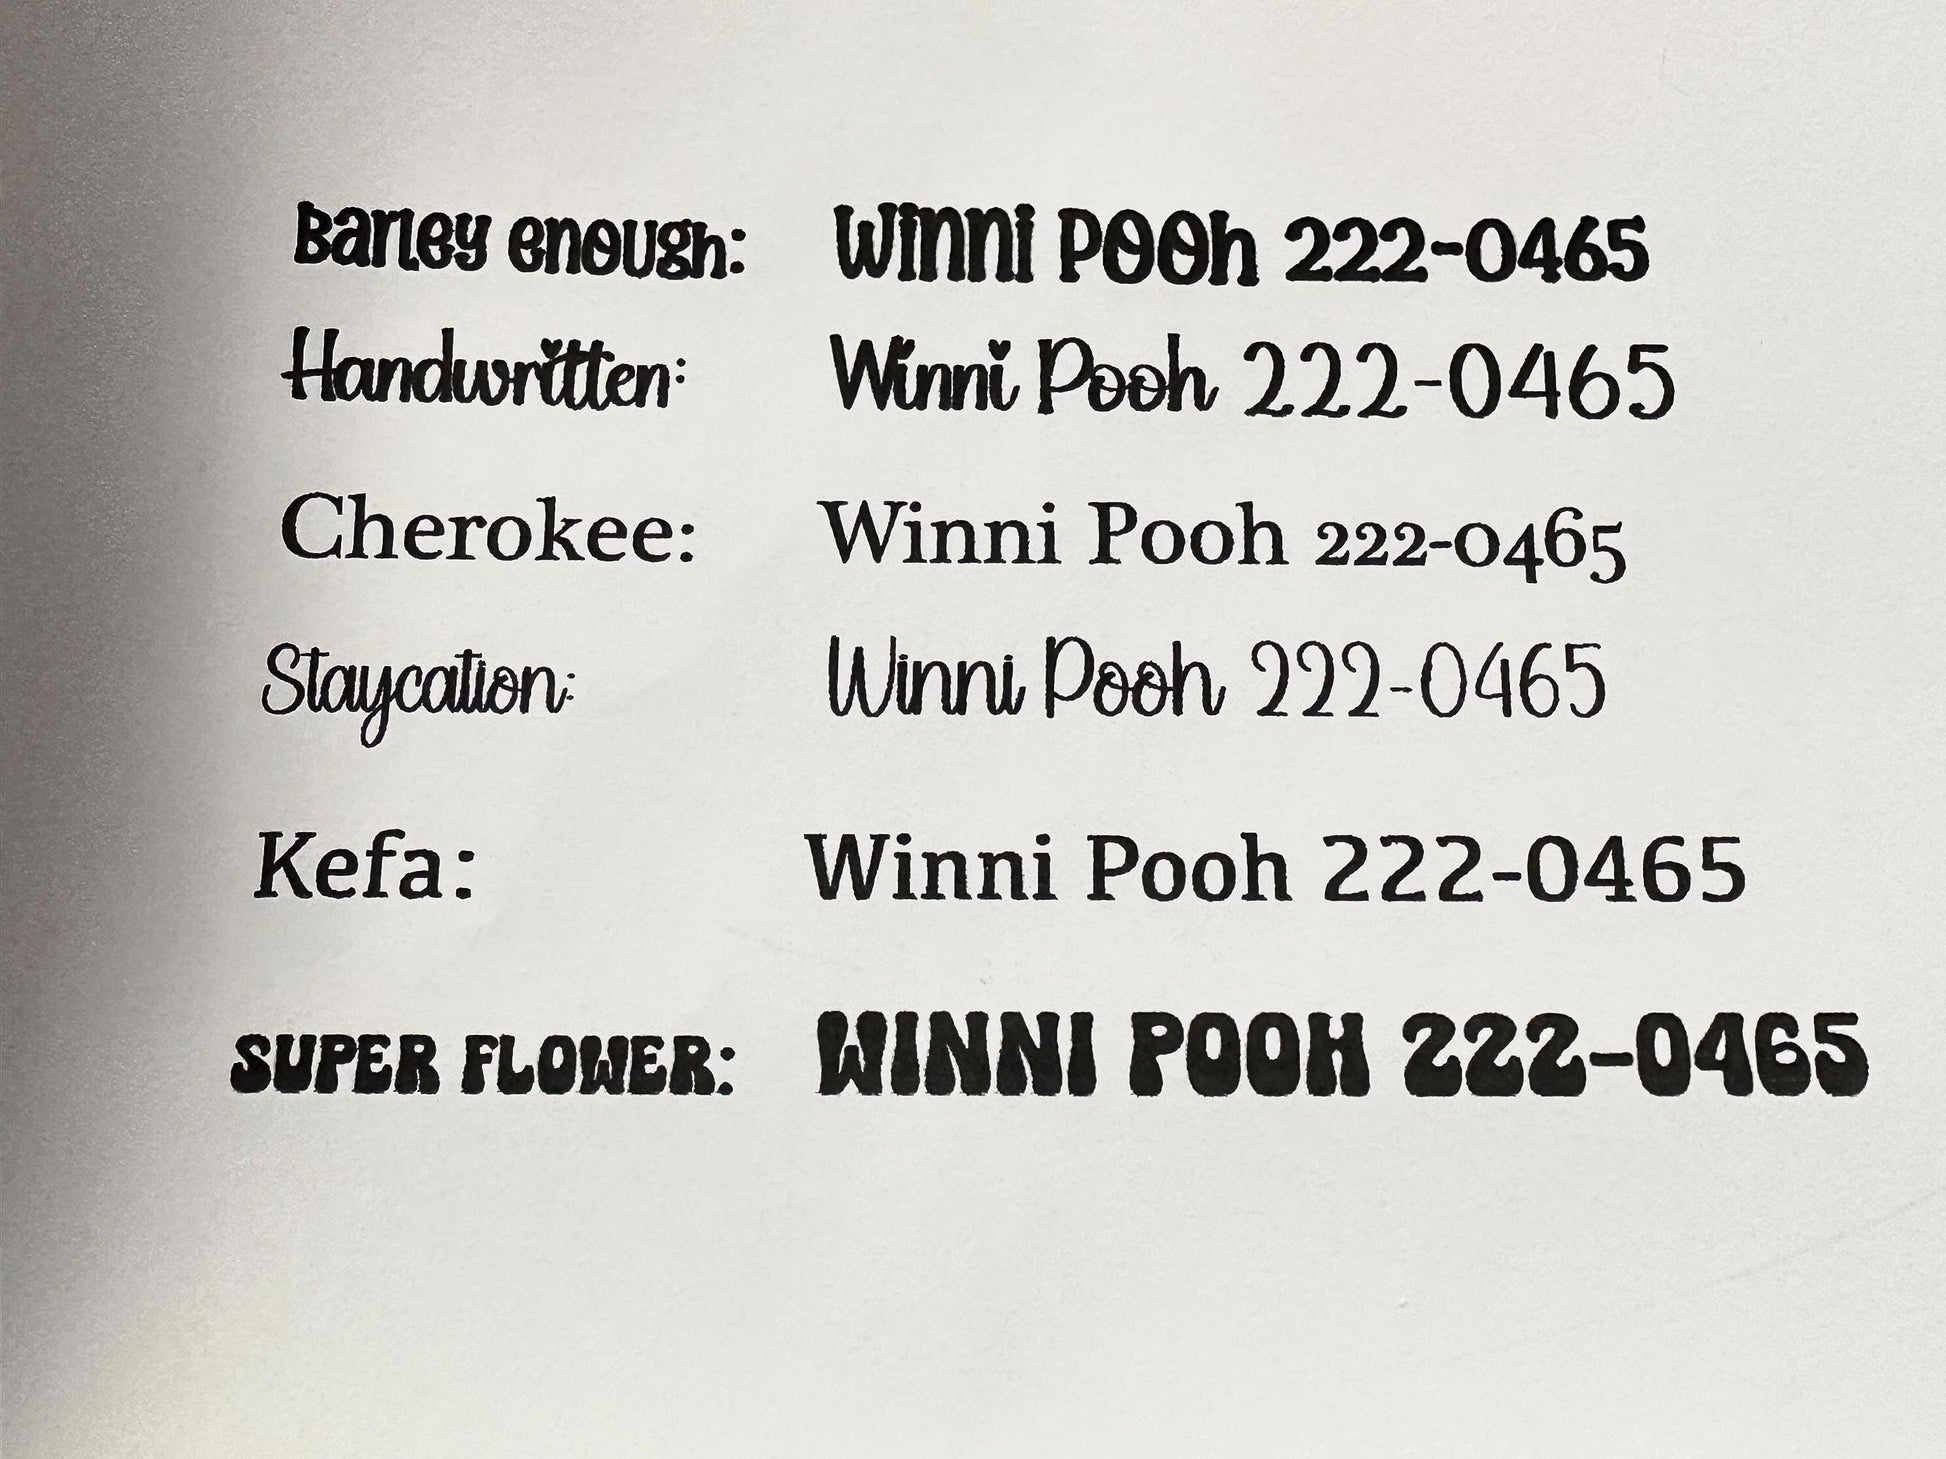 Barley enough: Winni Pooh 222-0465
Handwritten: Winni Pooh 222-0465
Cherokee: Winni Pooh 222-0465
Staycation: Winni Pooh 222-0465
Kefa: Winni Pooh 222-0465
SUPER FLOWER: WINNI POOH 222-0465